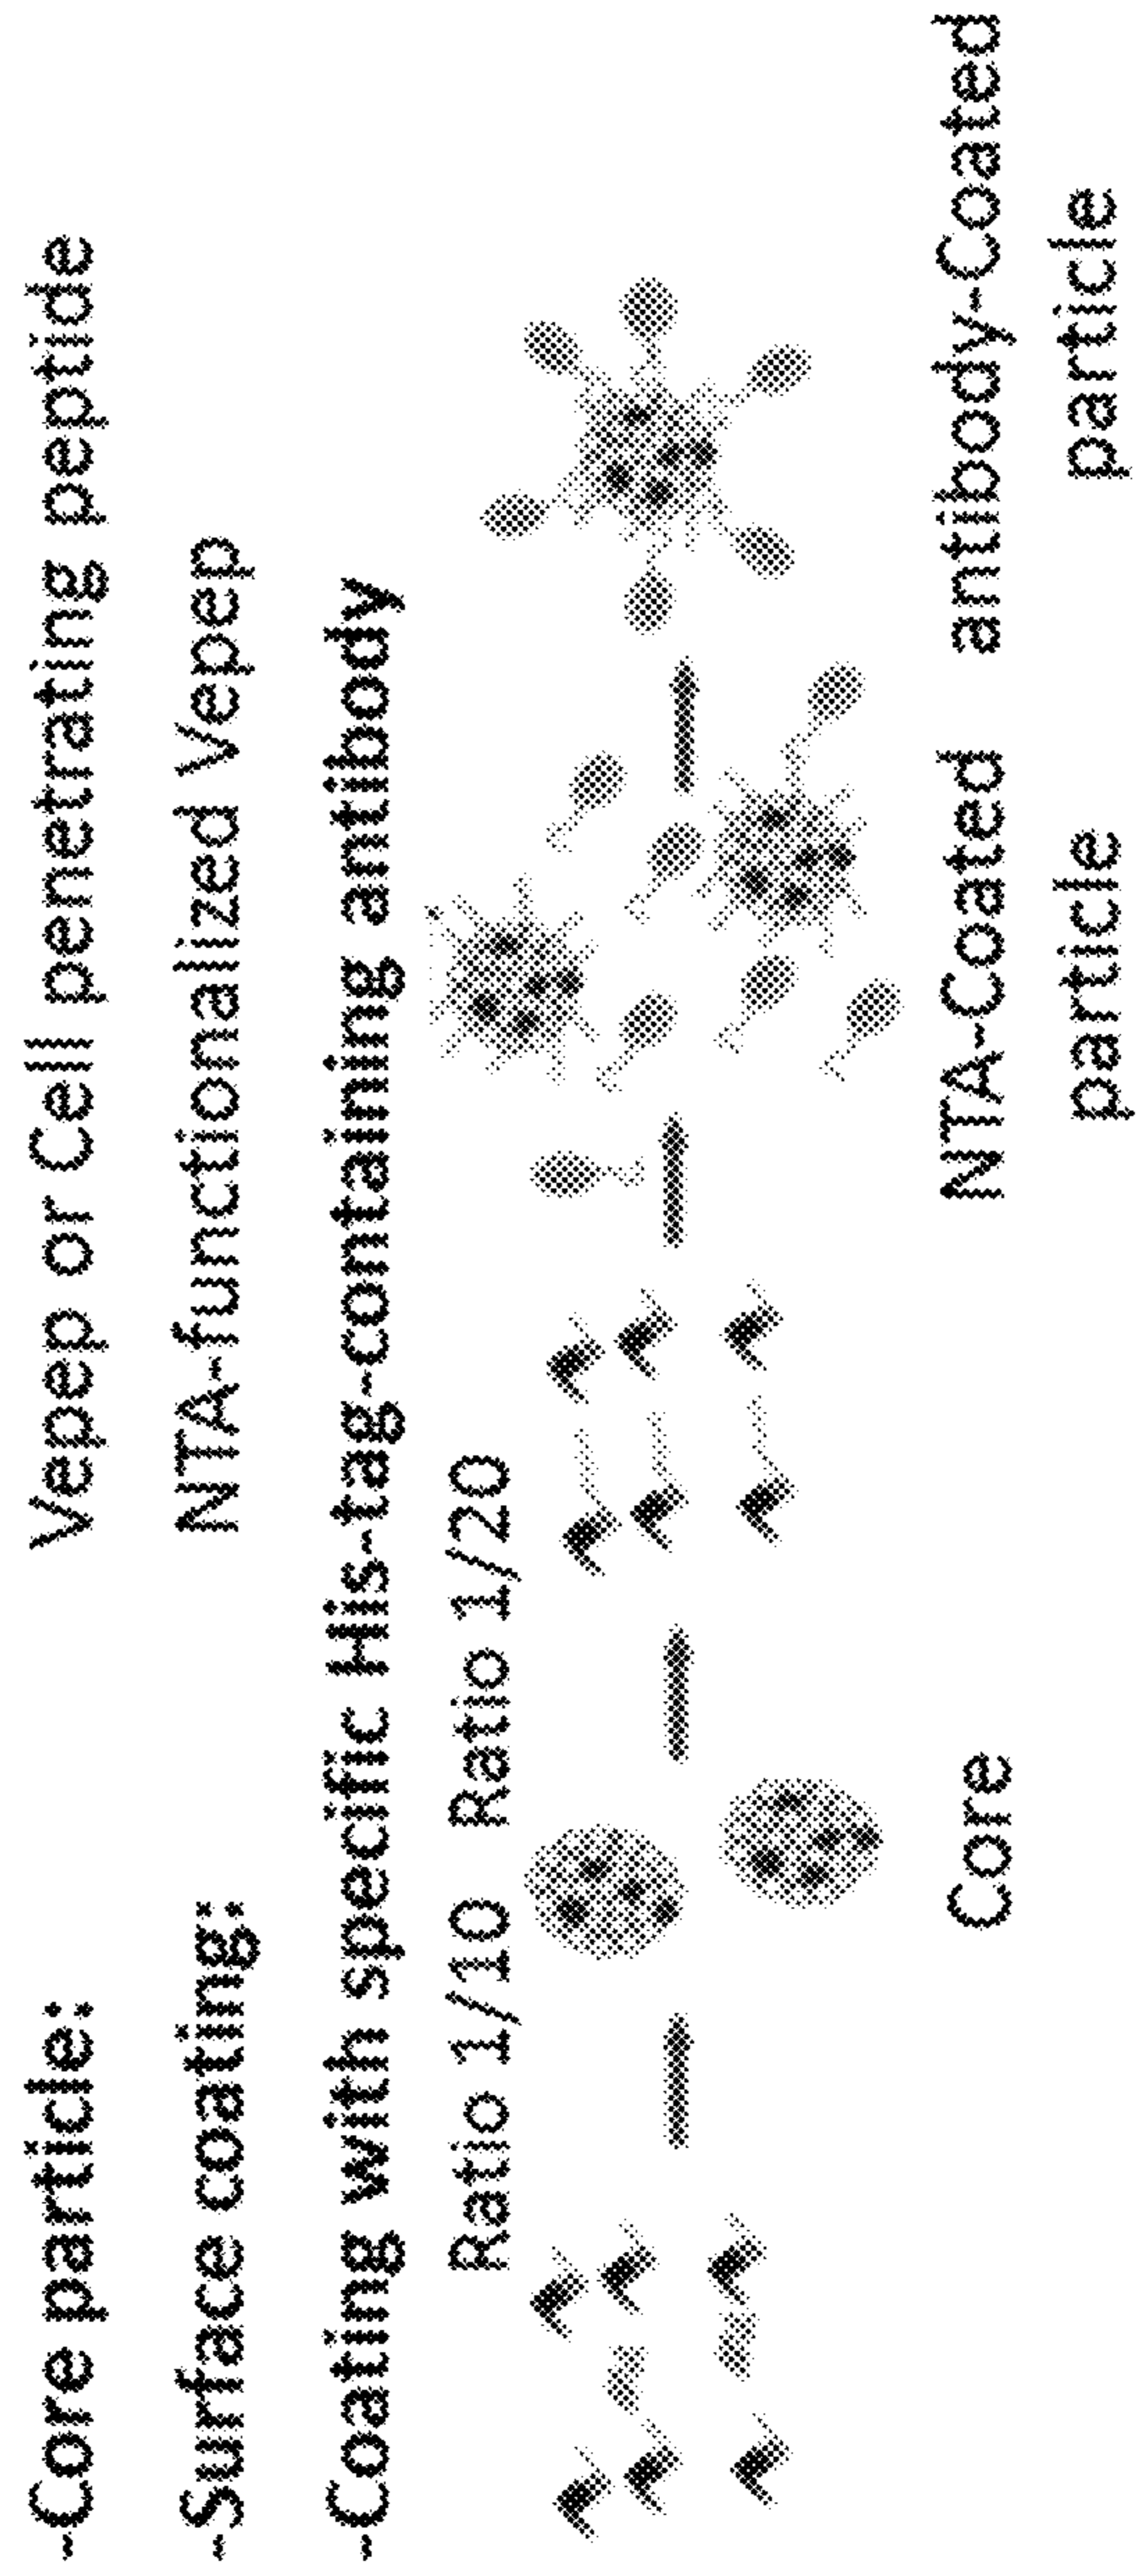 -Core particle: Vepep or Cell penetrating peptide
-Surface coating: NTA-functionalized Vepep
-Coating with specific His-tag-containing antibody
Ratio 1/10 Ratio 1/20
Core NTA-Coated particle antibody-Coated particle